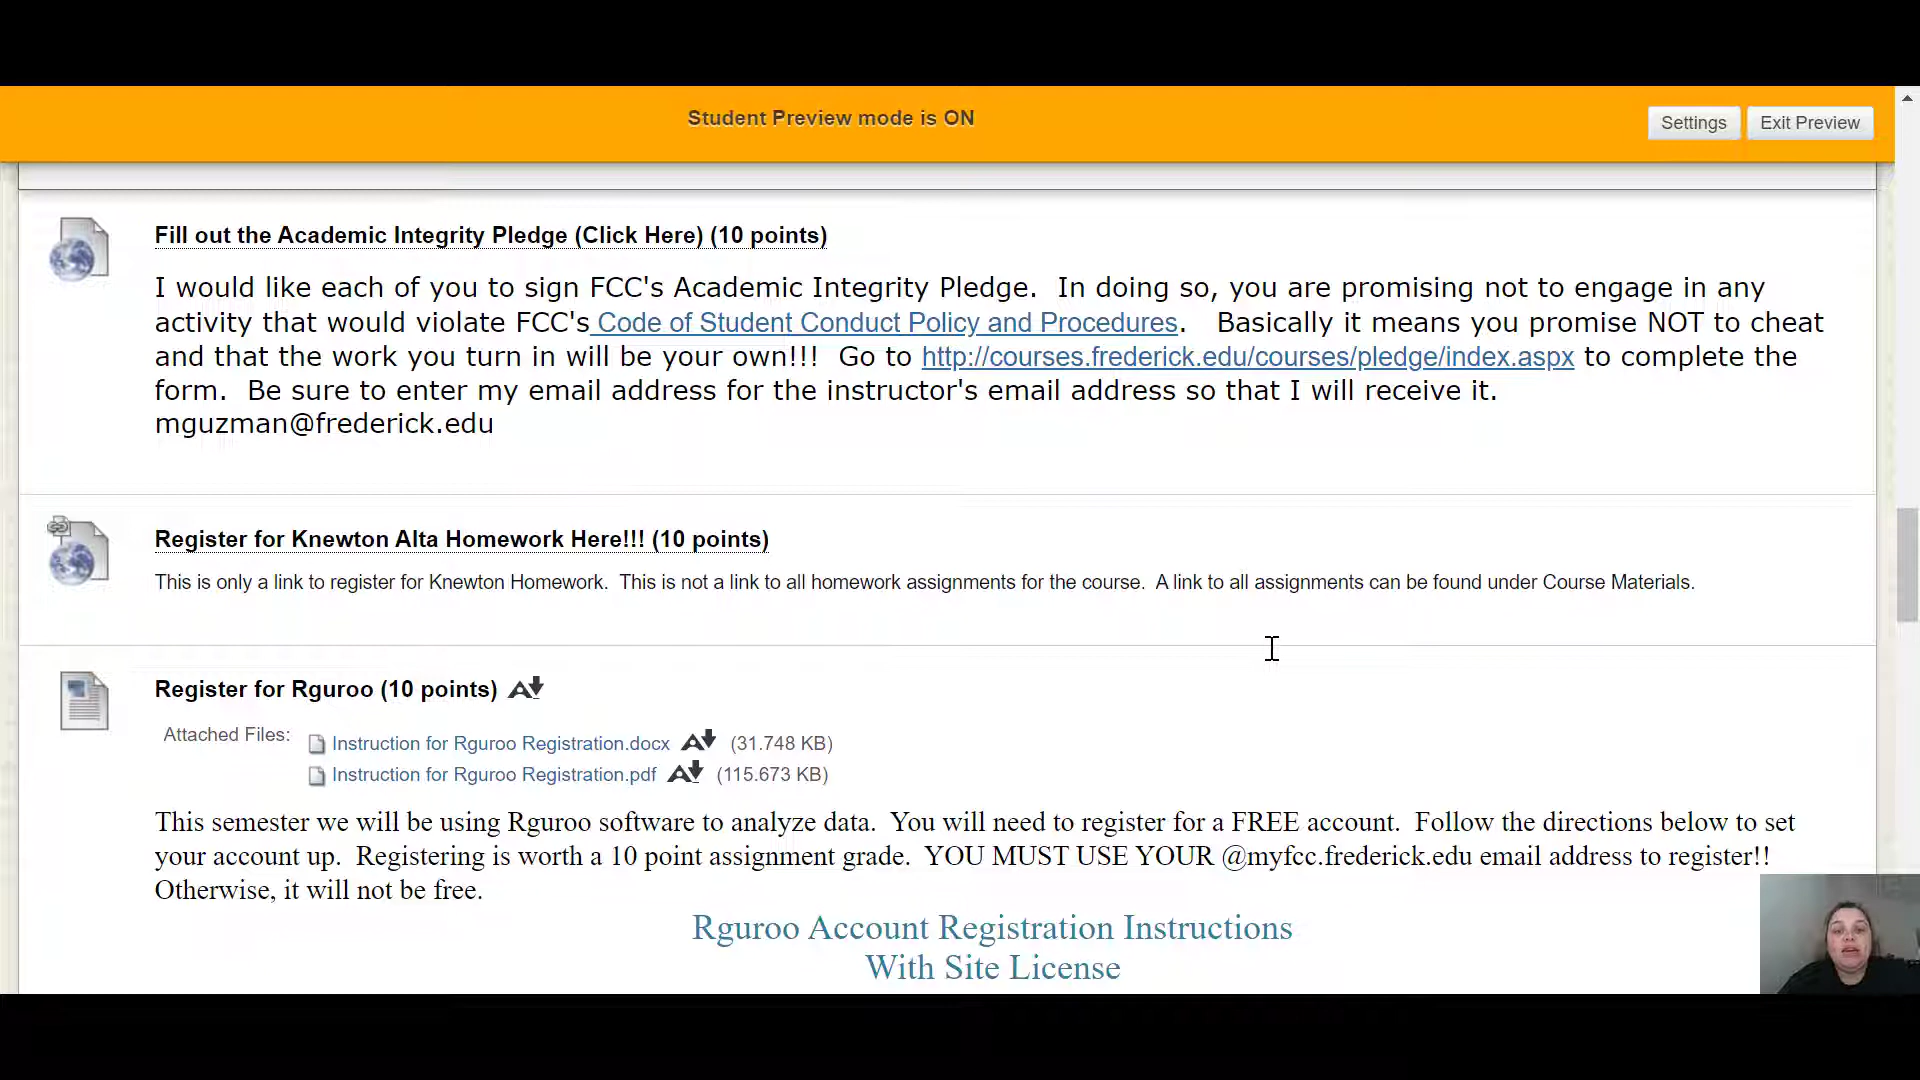 Student Preview mode is ON
Settings
Exit Preview
Fill out the Academic Integrity Pledge (Click Here) (10 points)
I would like each of you to sign FCC's Academic Integrity Pledge.  In doing so, you are promising not to engage in any
activity that would violate FCC's Code of Student Conduct Policy and Procedures.   Basically it means you promise NOT to cheat
and that the work you turn in will be your own!!!  Go to http://courses.frederick.edu/courses/pledge/index.aspx to complete the
form.  Be sure to enter my email address for the instructor's email address so that I will receive it.
mguzman@frederick.edu
Register for Knewton Alta Homework Here!!! (10 points)
This is only a link to register for Knewton Homework.  This is not a link to all homework assignments for the course.  A link to all assignments can be found under Course Materials.
Register for Rguroo (10 points)
Attached Files:
Instruction for Rguroo Registration.docx (31.748 KB)
Instruction for Rguroo Registration.pdf (115.673 KB)
This semester we will be using Rguroo software to analyze data.  You will need to register for a FREE account.  Follow the directions below to set
your account up.  Registering is worth a 10 point assignment grade.  YOU MUST USE YOUR @myfcc.frederick.edu email address to register!!
Otherwise, it will not be free.
Rguroo Account Registration Instructions
With Site License